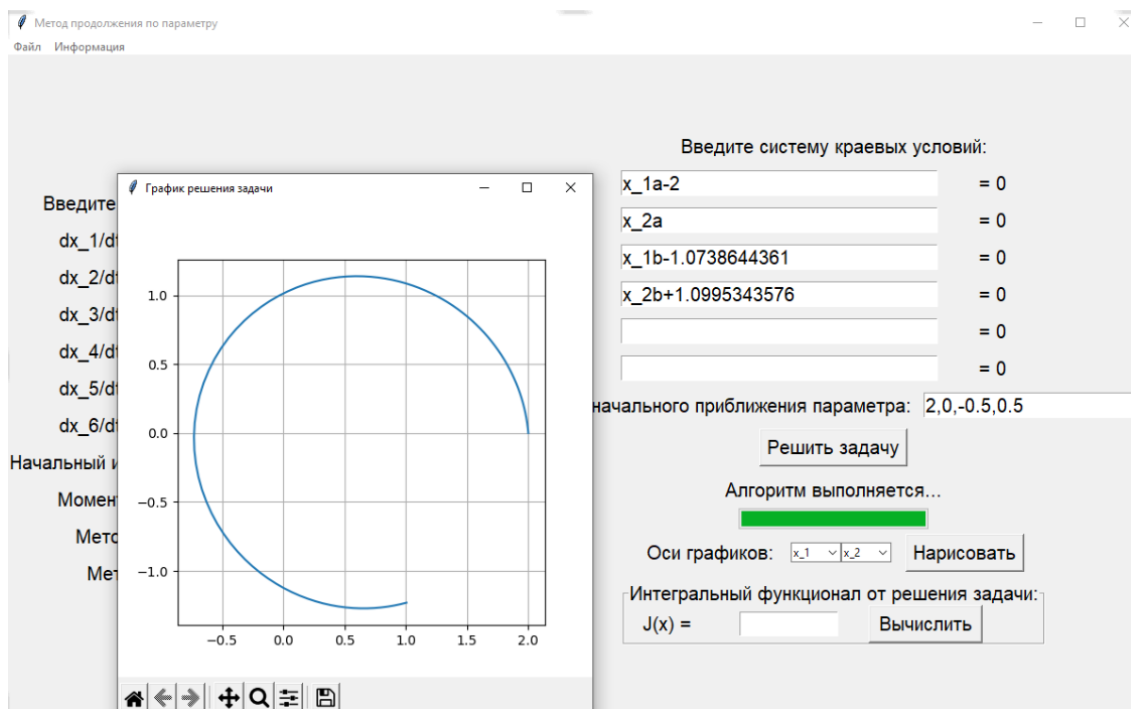 Метод продолжения по параметру
Файл Информация
Введите систему краевых условий:
x_1a-2 = 0
x_2a = 0
x_1b-1.0738644361 = 0
x_2b+1.0995343576 = 0
= 0
= 0
начального приближения параметра: 2,0,-0.5,0.5
Решить задачу
Алгоритм выполняется...
Оси графиков: x_1 x_2 Нарисовать
Интегральный функционал от решения задачи:
J(x) = Вычислить
Введите
dx_1/d
dx_2/d
dx_3/d
dx_4/d
dx_5/d
dx_6/d
Начальный
Момен
Мето
Мет
График решения задачи
1.0
0.5
0.0
−0.5
−1.0
−0.5 0.0 0.5 1.0 1.5 2.0